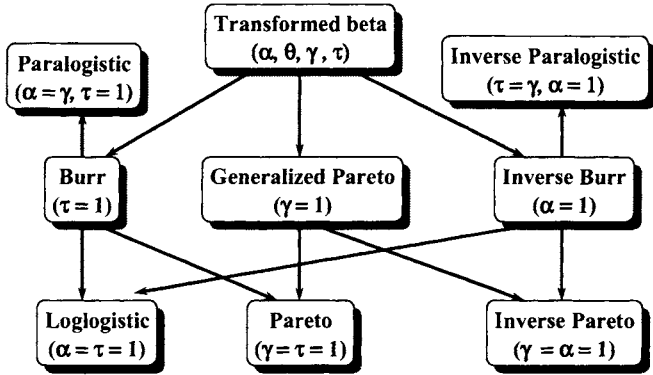 Transformed beta
(α, θ, γ, τ)
Paralogistic
(α = γ, τ = 1)
Inverse Paralogistic
(τ = γ, α = 1)
Burr
(τ = 1)
Generalized Pareto
(γ = 1)
Inverse Burr
(α = 1)
Loglogistic
(α = τ = 1)
Pareto
(γ = τ = 1)
Inverse Pareto
(γ = α = 1)